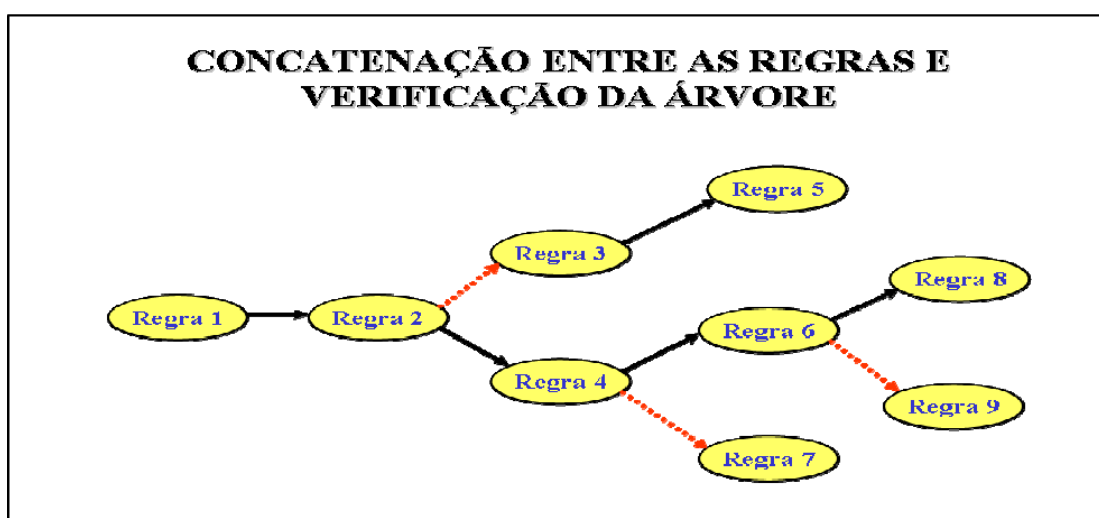 CONCATENAÇÃO ENTRE AS REGRAS E
VERIFICAÇÃO DA ÁRVORE
Regra 5
Regra 3
Regra 8
Regra 1
Regra 2
Regra 6
Regra 4
Regra 9
Regra 7